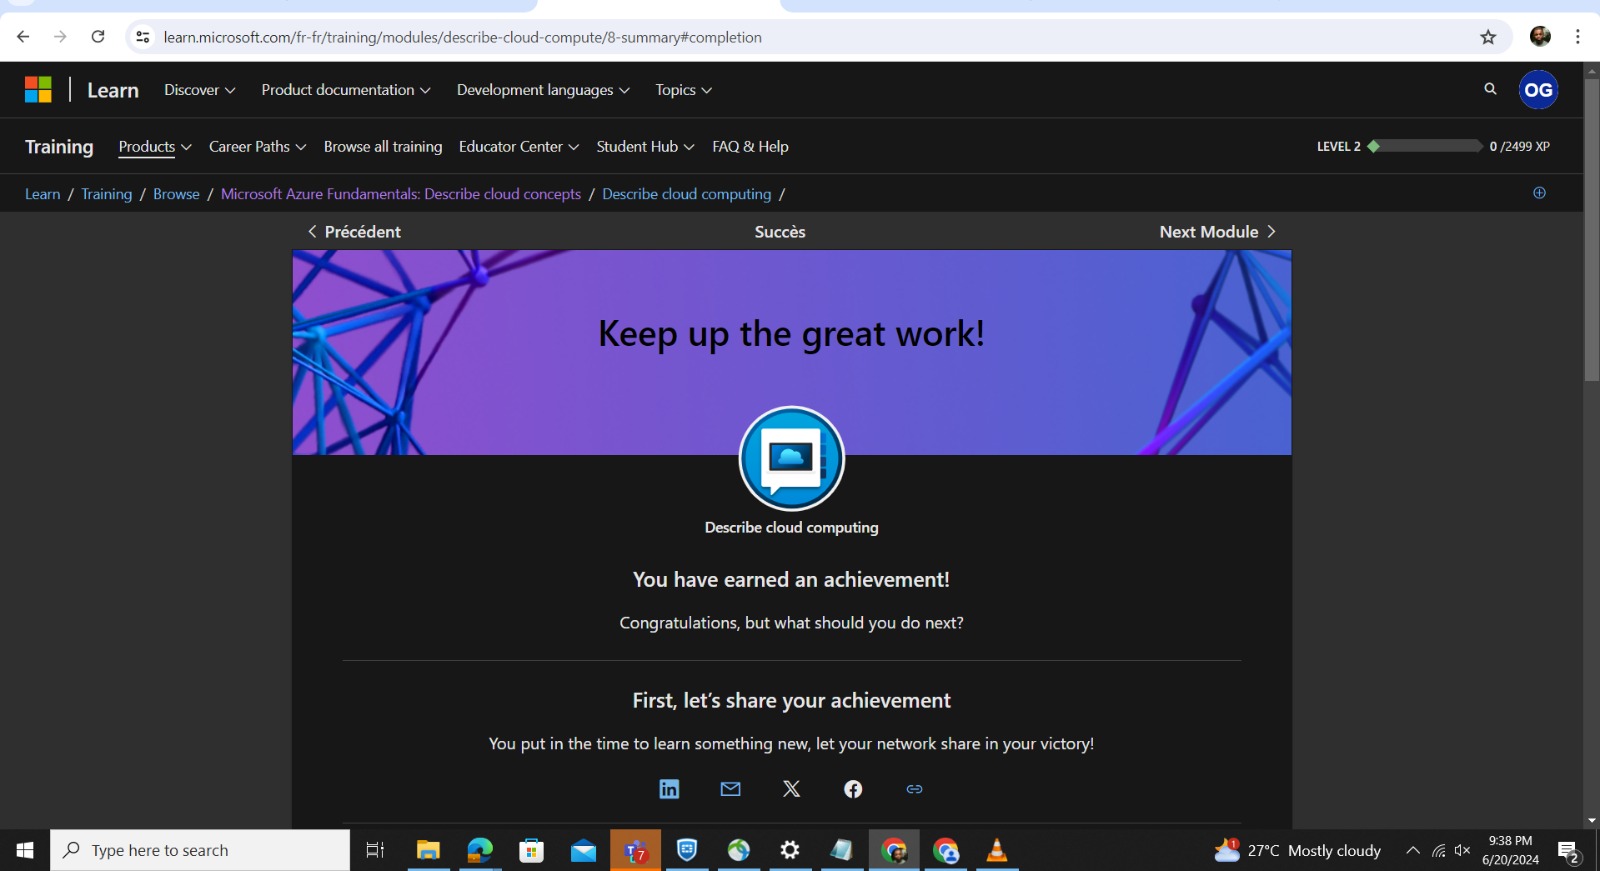 learn.microsoft.com/fr-fr/training/modules/describe-cloud-compute/8-summary#completion
Learn Discover Product documentation Development languages Topics OG
Training Products Career Paths Browse all training Educator Center Student Hub FAQ & Help LEVEL 2 0 /2499 XP
Learn / Training / Browse / Microsoft Azure Fundamentals: Describe cloud concepts / Describe cloud computing /
Précédent Succès Next Module
Keep up the great work!
Describe cloud computing
You have earned an achievement!
Congratulations, but what should you do next?
First, let's share your achievement
You put in the time to learn something new, let your network share in your victory!
Type here to search 7 1 27°C Mostly cloudy 9:38 PM
6/20/2024 2